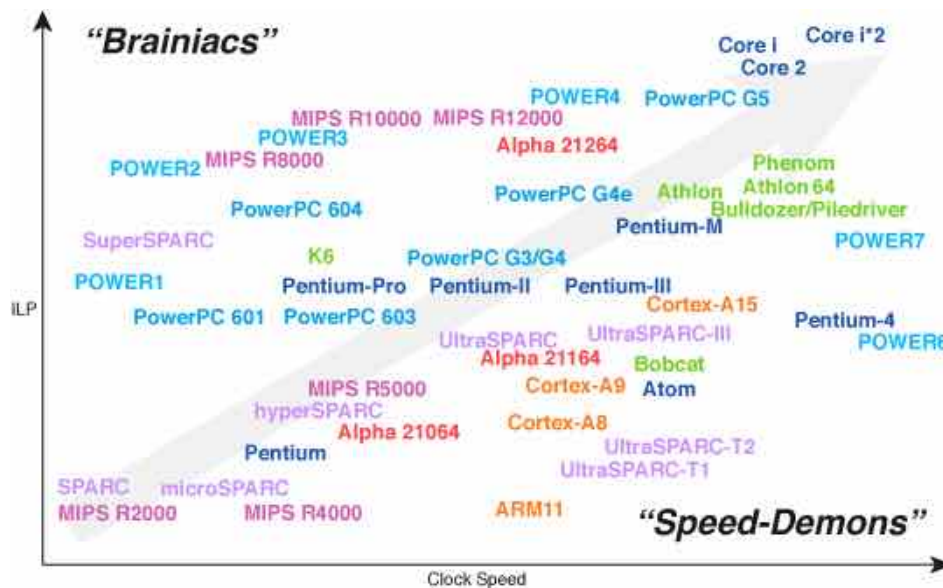 “Brainiacs”
Core i*2
Core i
Core 2
POWER4
PowerPC G5
MIPS R10000
MIPS R12000
POWER3
Alpha 21264
MIPS R8000
POWER2
Phenom
Athlon 64
PowerPC G4e
Athlon
PowerPC 604
Bulldozer/Piledriver
Pentium-M
SuperSPARC
POWER7
K6
PowerPC G3/G4
POWER1
Pentium-Pro
Pentium-II
Pentium-III
ILP
Cortex-A15
PowerPC 601
PowerPC 603
Pentium-4
UltraSPARC
UltraSPARC-III
POWER6
Alpha 21164
Bobcat
MIPS R5000
Cortex-A9
Atom
hyperSPARC
Cortex-A8
Alpha 21064
UltraSPARC-T2
Pentium
UltraSPARC-T1
SPARC
microSPARC
MIPS R2000
MIPS R4000
ARM11
“Speed-Demons”
Clock Speed